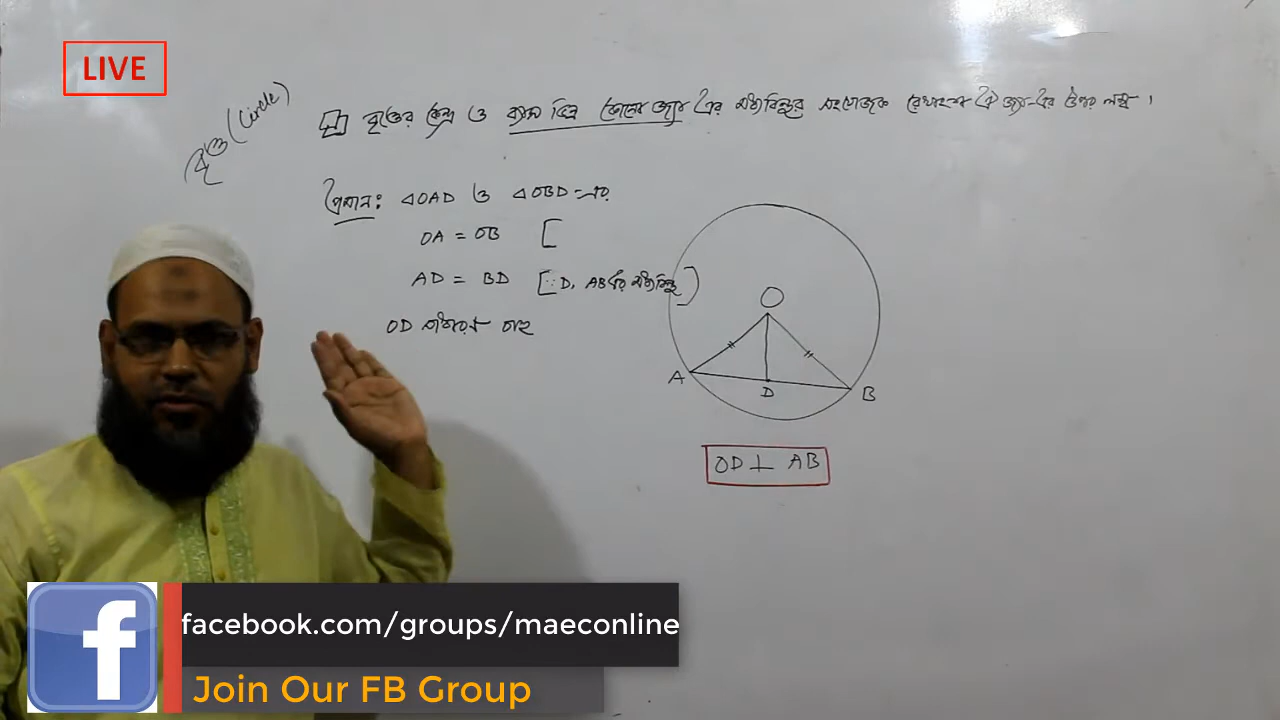 LIVE
বৃত্ত (Circle)
বৃত্তের কেন্দ্র ও ব্যাস ভিন্ন কোনো জ্যা এর মধ্যবিন্দুর সংযোজক রেখাংশ ঐ জ্যা-এর উপর লম্ব ।
প্রমাণ: △OAD ও △OBD-এর
OA = OB [
AD = BD [∵ D, AB এর মধ্যবিন্দু]
OD সাধারণ বাহু
O
A
D
B
OD ⊥ AB
f
facebook.com/groups/maeconline
Join Our FB Group